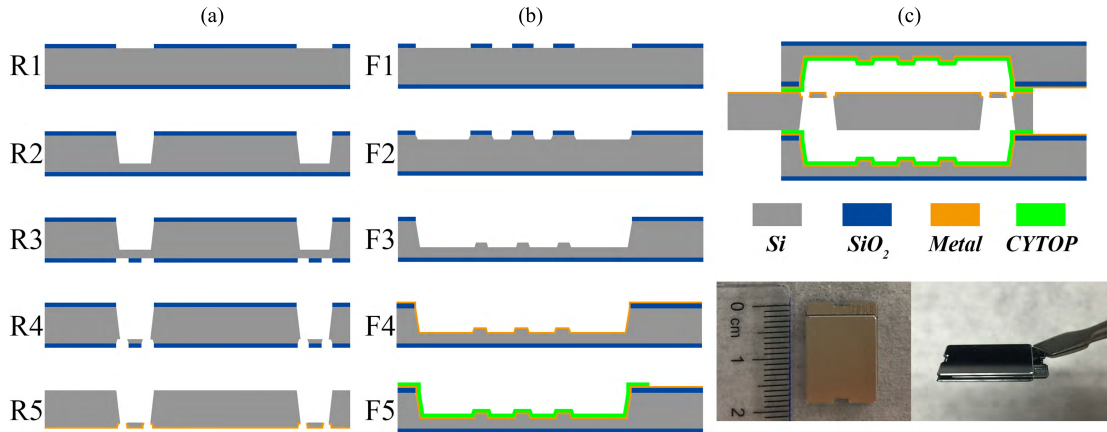 (a) (b) (c)
R1 F1
R2 F2
R3 F3
Si SiO₂ Metal CYTOP
R4 F4
R5 F5
0 cm 1 2